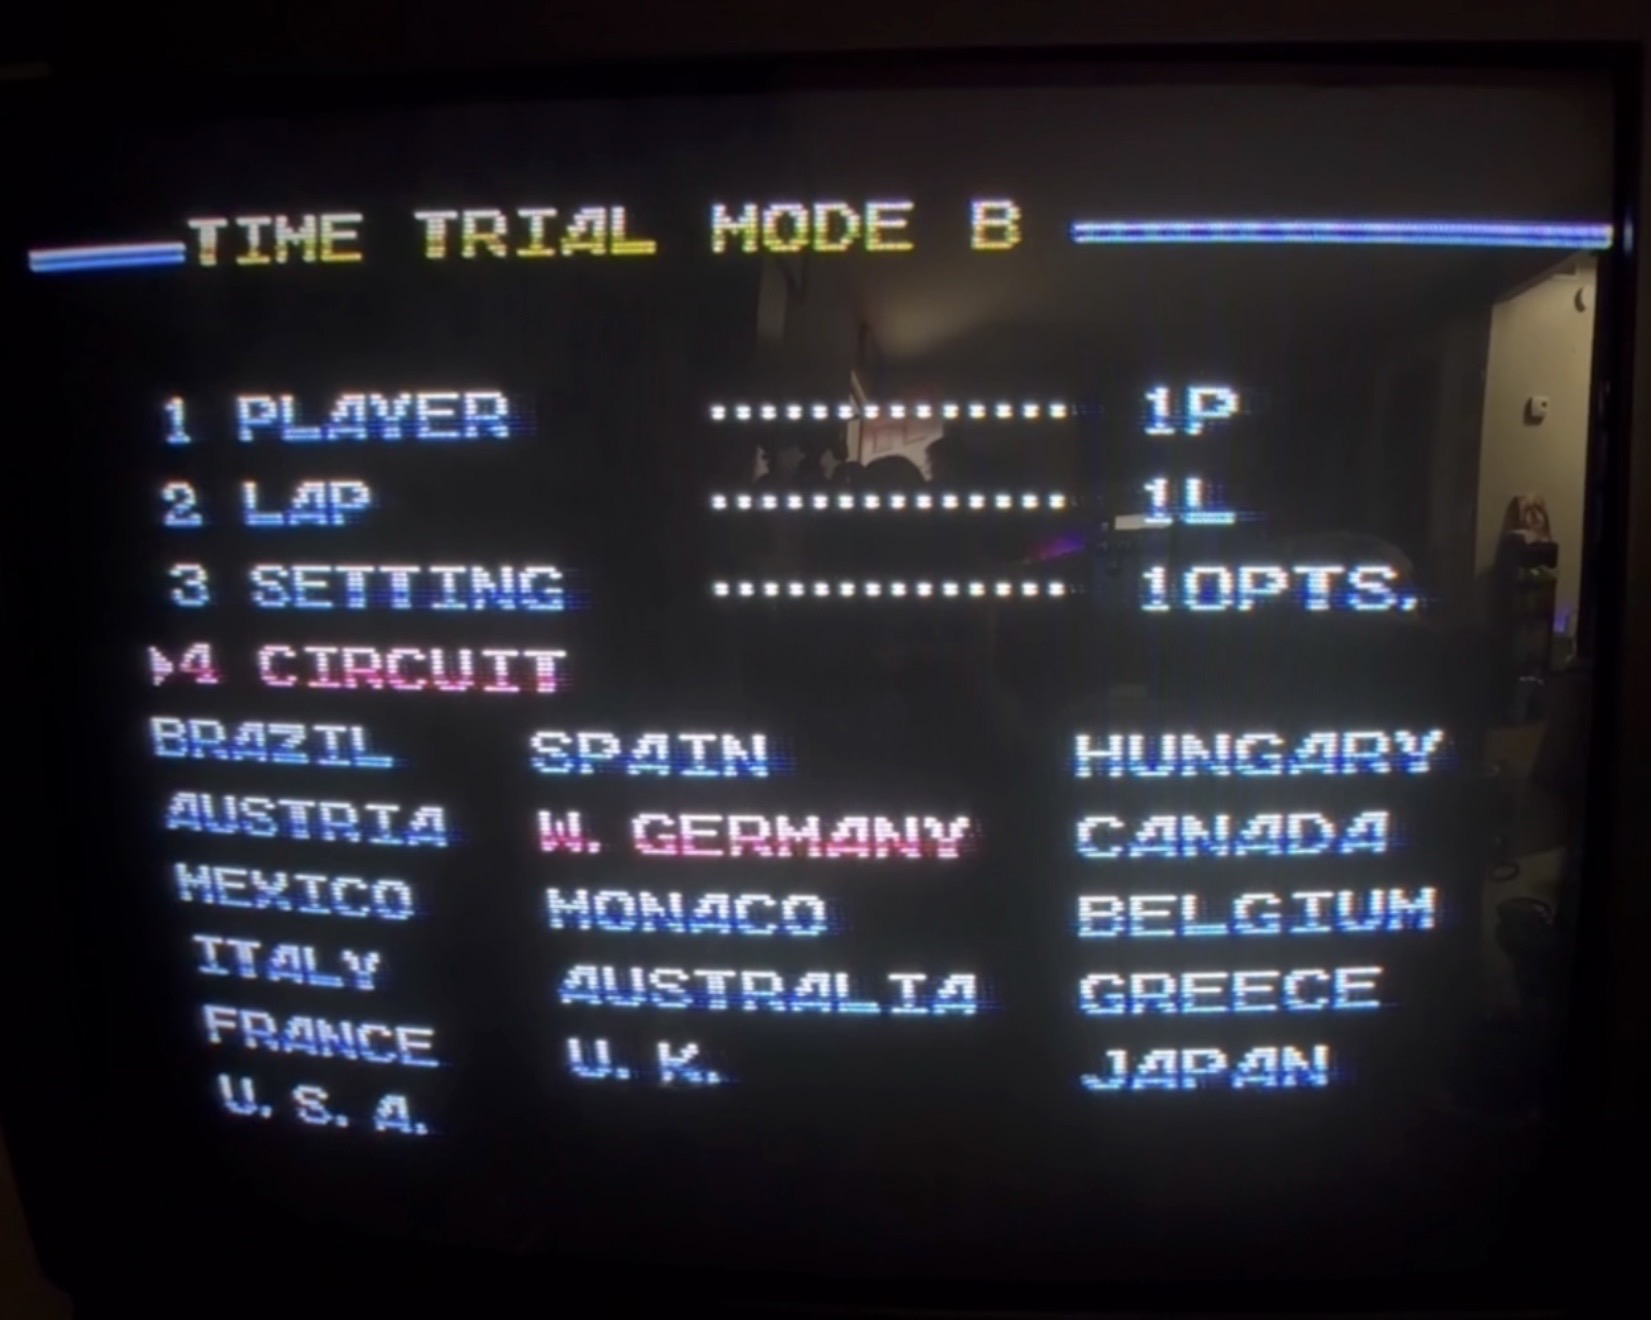 TIME TRIAL MODE B
1 PLAYER .............. 1P
2 LAP .............. 1L
3 SETTING .............. 10PTS.
▶4 CIRCUIT
BRAZIL SPAIN HUNGARY
AUSTRIA W. GERMANY CANADA
MEXICO MONACO BELGIUM
ITALY AUSTRALIA GREECE
FRANCE U. K. JAPAN
U. S. A.